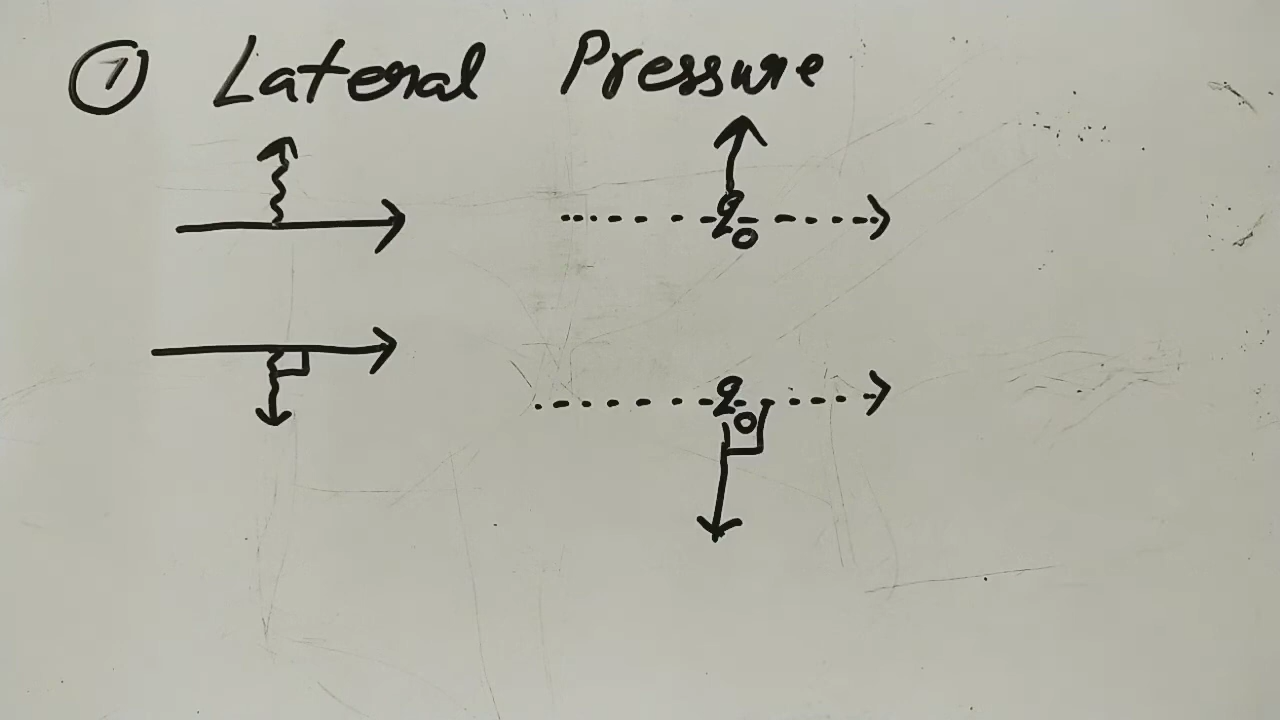 ⑦ Lateral Pressure
q₀
q₀